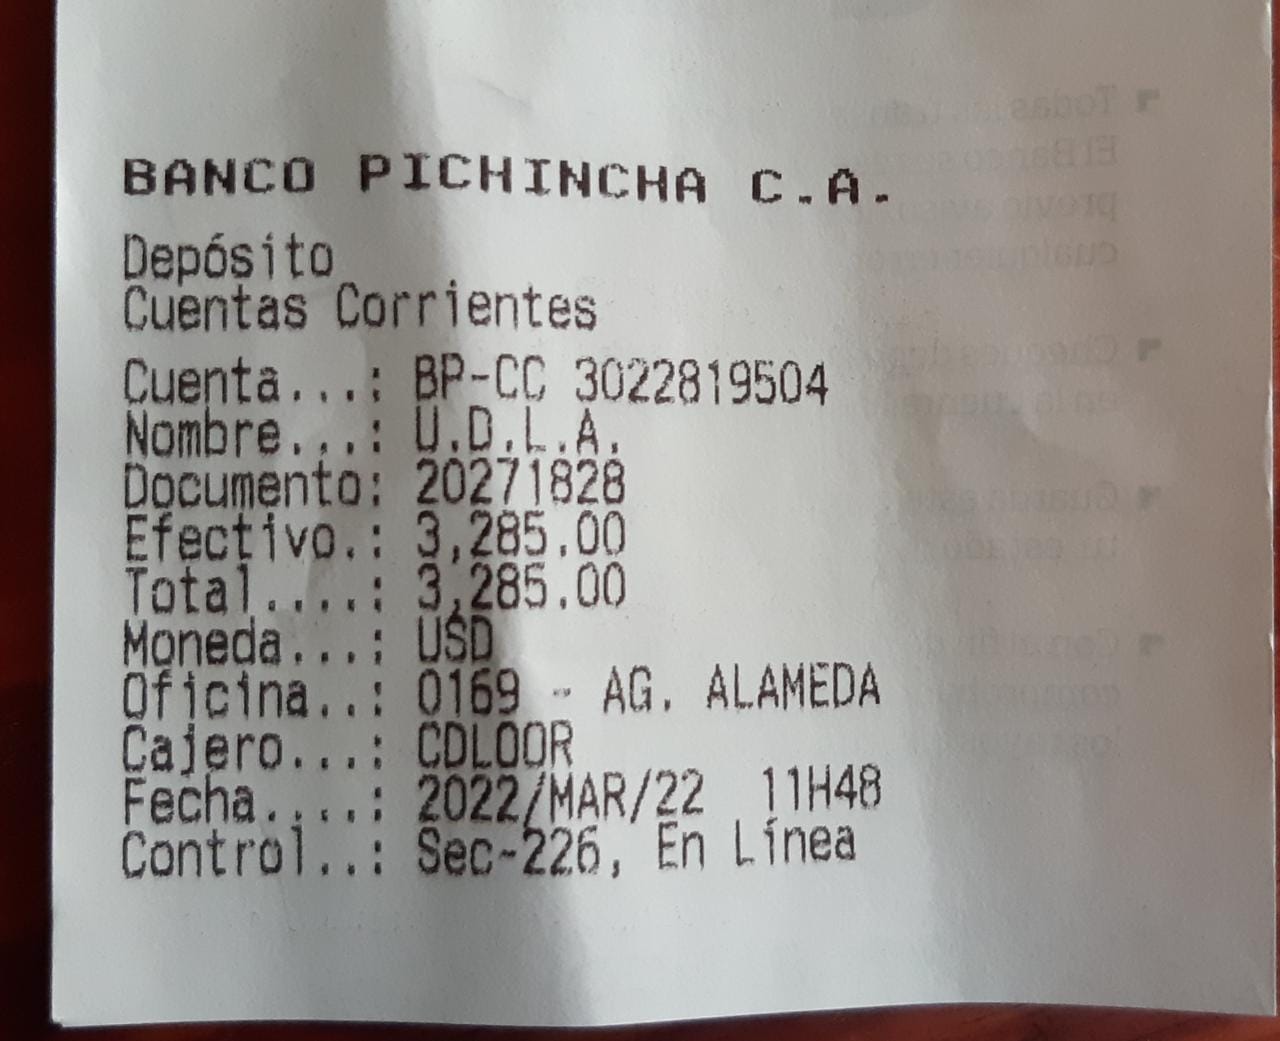 BANCO PICHINCHA C.A.
Depósito
Cuentas Corrientes
Cuenta...: BP-CC 3022819504
Nombre...: U.D.L.A.
Documento: 20271828
Efectivo.: 3,285.00
Total....: 3,285.00
Moneda...: USD
Oficina..: 0169 - AG. ALAMEDA
Cajero...: CDLOOR
Fecha....: 2022/MAR/22 11H48
Control..: Sec-226, En Línea